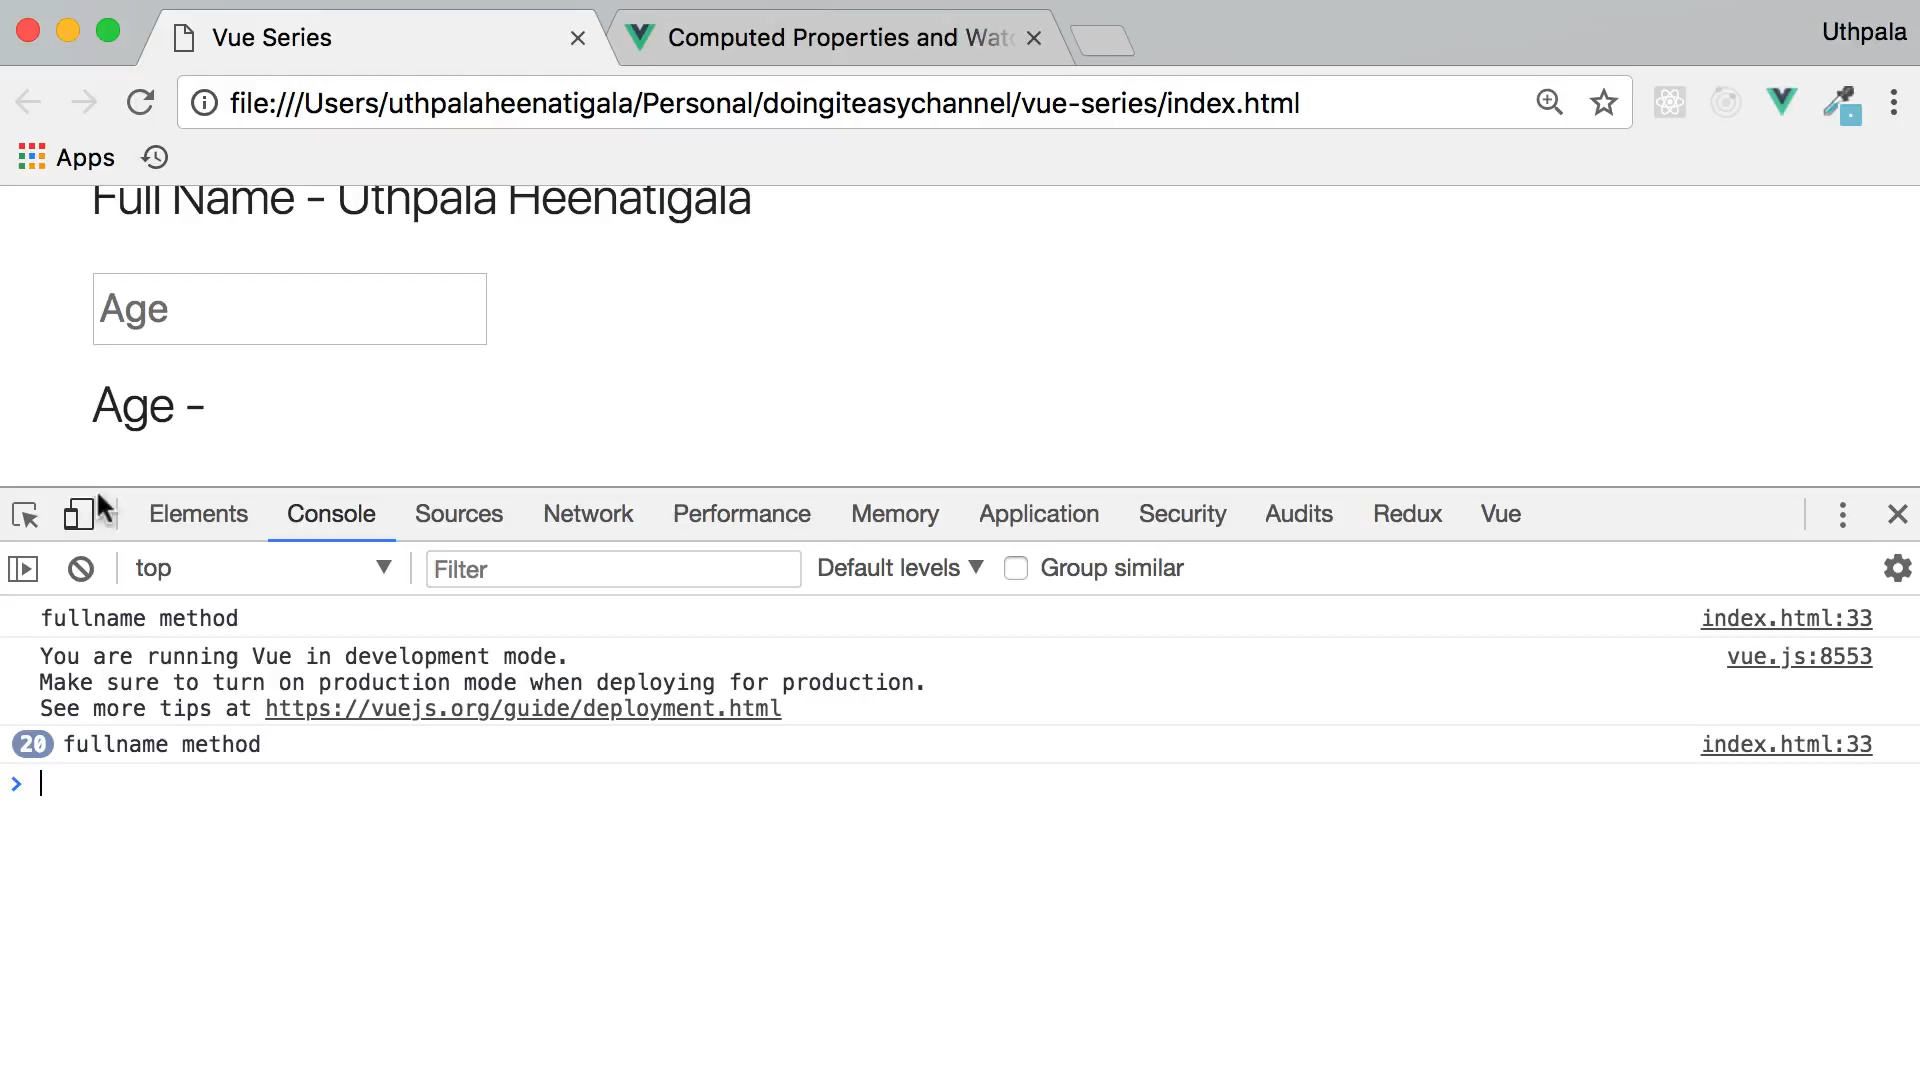 Vue Series
Computed Properties and Wat
Uthpala
file:///Users/uthpalaheenatigala/Personal/doingiteasychannel/vue-series/index.html
Apps
Full Name - Uthpala Heenatigala
Age
Age -
Elements Console Sources Network Performance Memory Application Security Audits Redux Vue
top Filter Default levels Group similar
fullname method index.html:33
You are running Vue in development mode. vue.js:8553
Make sure to turn on production mode when deploying for production.
See more tips at https://vuejs.org/guide/deployment.html
20 fullname method index.html:33
>